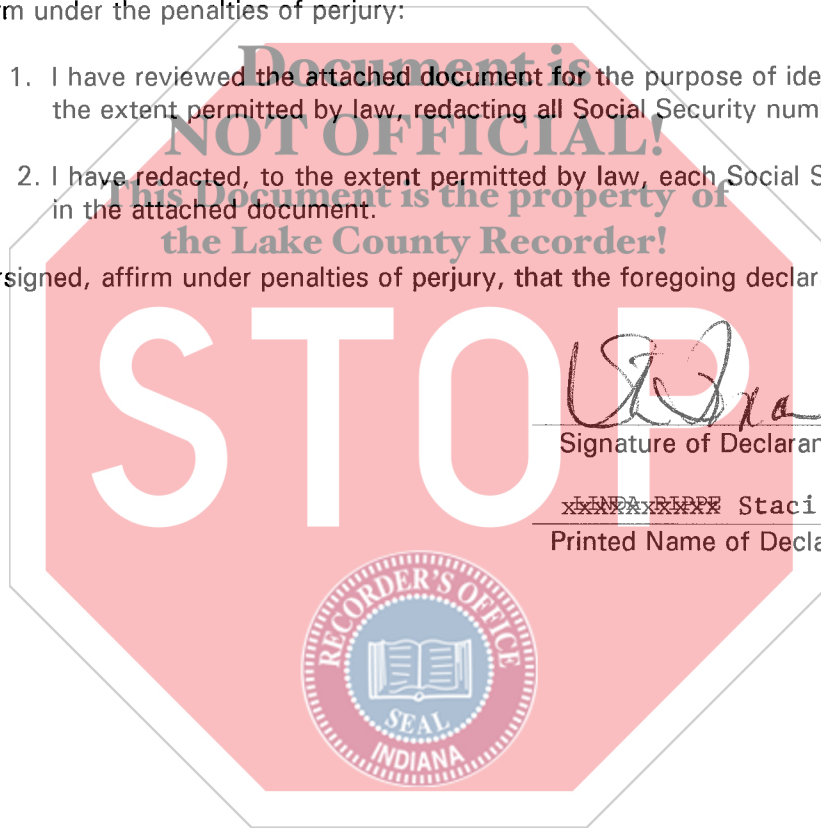 rm under the penalties of perjury:
Document is
1. I have reviewed the attached document for the purpose of ide
the extent permitted by law, redacting all Social Security num
NOT OFFICIAL!
2. I have redacted, to the extent permitted by law, each Social S
This Document is the property of
in the attached document.
the Lake County Recorder!
rsigned, affirm under penalties of perjury, that the foregoing declar
STOP
Signature of Declaran
Staci
Printed Name of Decla
RECORDER'S OFFICE
SEAL
INDIANA